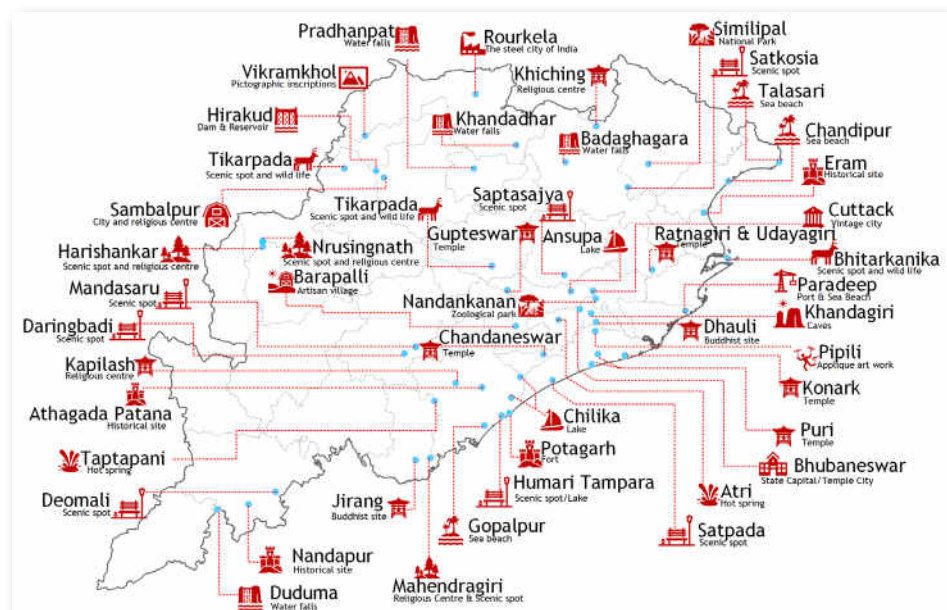 Pradhanpat
Water falls
Rourkela
The steel city of India
Similipal
National Park
Satkosia
Scenic spot
Vikramkhol
Pictographic inscriptions
Khiching
Religious centre
Talasari
Sea beach
Hirakud
Dam & Reservoir
Khandadhar
Water falls
Badaghagara
Water falls
Chandipur
Sea beach
Tikarpada
Scenic spot and wild life
Eram
Historical site
Sambalpur
City and religious centre
Tikarpada
Scenic spot and wild life
Saptasajya
Scenic spot
Cuttack
Vintage city
Gupteswar
Temple
Ansupa
Lake
Ratnagiri & Udayagiri
Temple
Harishankar
Scenic spot and religious centre
Nrusingnath
Scenic spot and religious centre
Bhitarkanika
Scenic spot and wild life
Barapalli
Artisan village
Mandasaru
Scenic spot
Paradeep
Port & Sea Beach
Nandankanan
Zoological park
Khandagiri
Caves
Daringbadi
Scenic spot
Dhauli
Buddhist site
Chandaneswar
Temple
Pipili
Applique art work
Kapilash
Religious centre
Konark
Temple
Athagada Patana
Historical site
Chilika
Lake
Puri
Temple
Taptapani
Hot spring
Potagarh
Fort
Bhubaneswar
State Capital/Temple City
Deomali
Scenic spot
Jirang
Buddhist site
Humari Tampara
Scenic spot/Lake
Atri
Hot spring
Gopalpur
Sea beach
Satpada
Scenic spot
Nandapur
Historical site
Mahendragiri
Religious Centre & Scenic spot
Duduma
Water falls